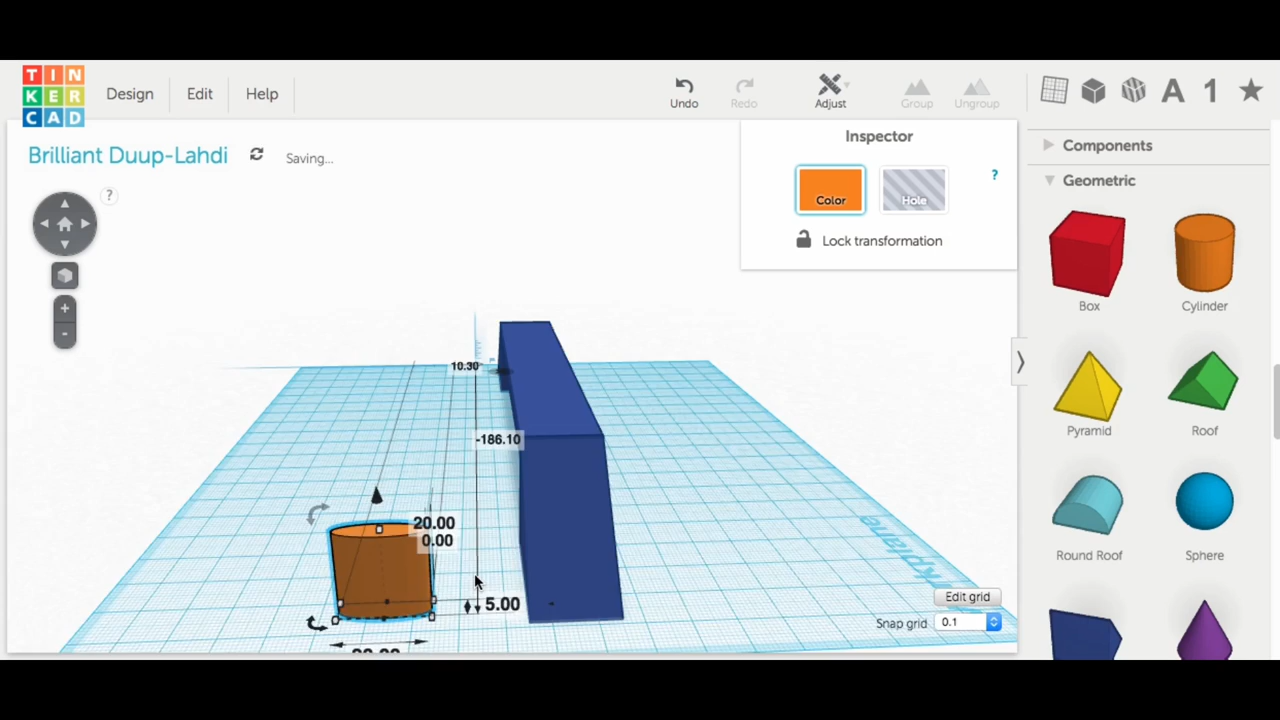 TIN
KER
CAD
Design
Edit
Help
Undo
Redo
Adjust
Group
Ungroup
A
1
Brilliant Duup-Lahdi
Saving...
?
Inspector
Color
Hole
?
Lock transformation
Components
Geometric
Box
Cylinder
Pyramid
Roof
Round Roof
Sphere
10.30
-186.10
20.00
0.00
5.00
Edit grid
Snap grid
0.1